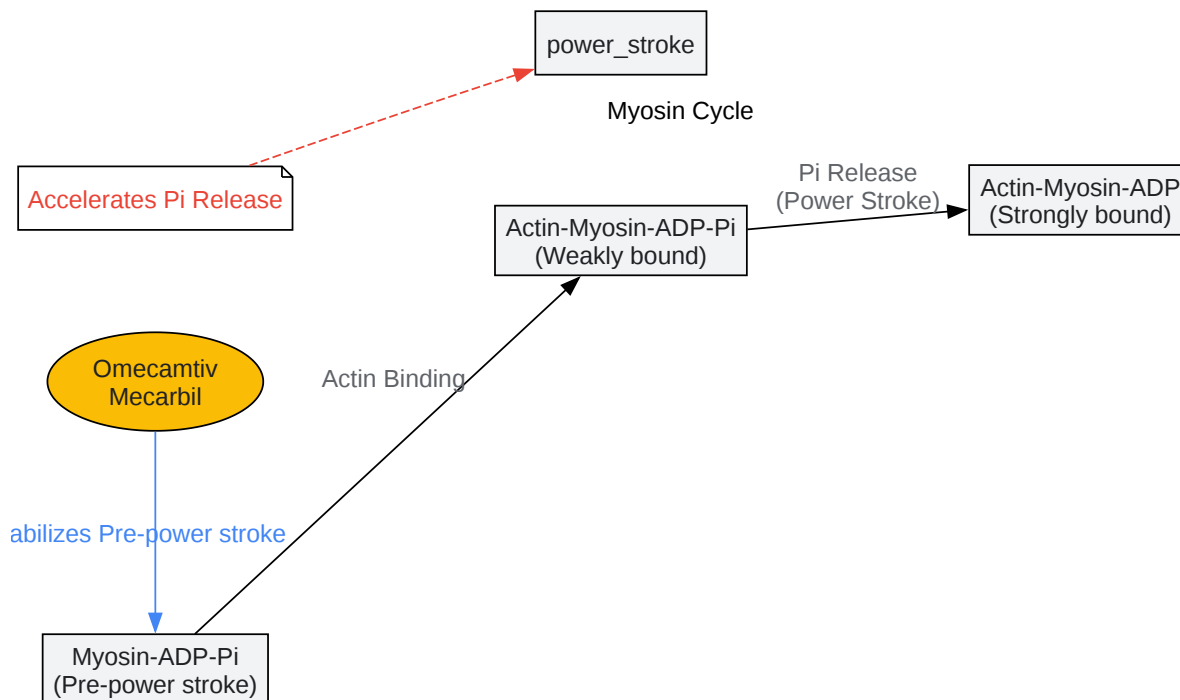 power_stroke
Myosin Cycle
Accelerates Pi Release
Pi Release
(Power Stroke)
Actin-Myosin-ADP
(Strongly bound)
Actin-Myosin-ADP-Pi
(Weakly bound)
Omecamtiv
Mecarbil
Actin Binding
abilizes Pre-power stroke
Myosin-ADP-Pi
(Pre-power stroke)